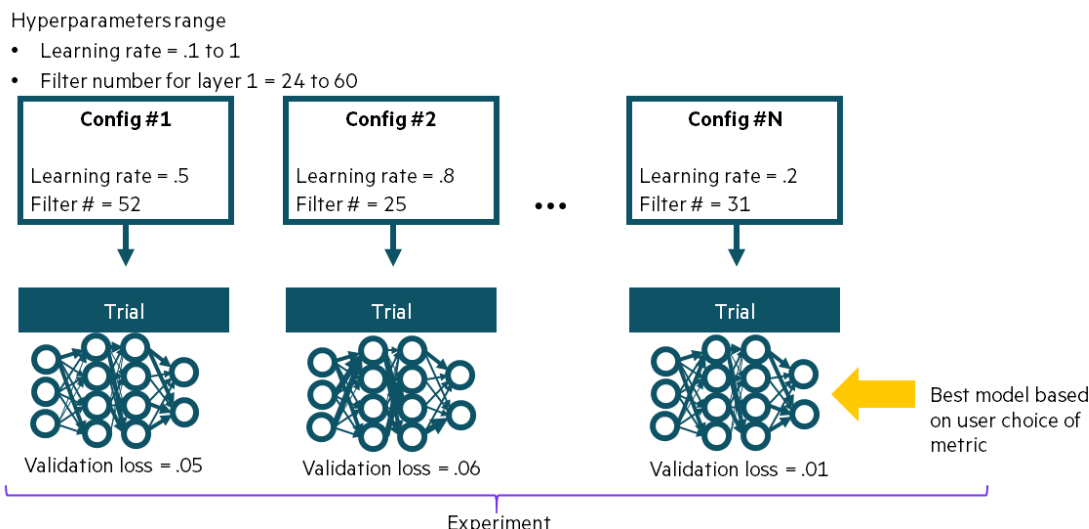 Hyperparameters range
• Learning rate = .1 to 1
• Filter number for layer 1 = 24 to 60
Config #1
Learning rate = .5
Filter # = 52
Config #2
Learning rate = .8
Filter # = 25
...
Config #N
Learning rate = .2
Filter # = 31
Trial
Trial
Trial
Validation loss = .05
Validation loss = .06
Validation loss = .01
Best model based
on user choice of
metric
Experiment